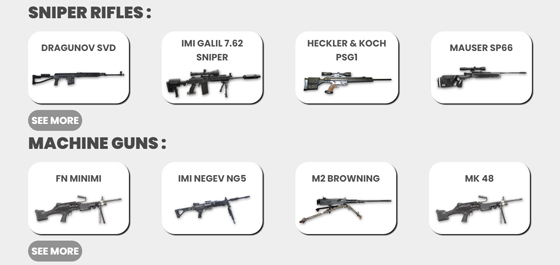 SNIPER RIFLES :
DRAGUNOV SVD
IMI GALIL 7.62
SNIPER
HECKLER & KOCH
PSG1
MAUSER SP66
SEE MORE
MACHINE GUNS :
FN MINIMI
IMI NEGEV NG5
M2 BROWNING
MK 48
SEE MORE